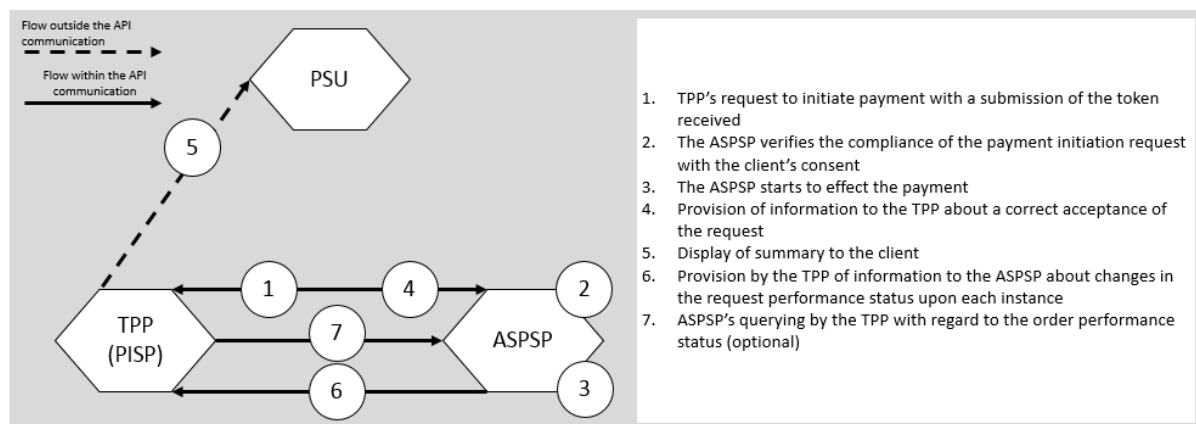 Flow outside the API
communication
Flow within the API
communication
PSU
5
1
4
2
TPP
(PISP)
7
ASPSP
6
3
1. TPP's request to initiate payment with a submission of the token
received
2. The ASPSP verifies the compliance of the payment initiation request
with the client's consent
3. The ASPSP starts to effect the payment
4. Provision of information to the TPP about a correct acceptance of
the request
5. Display of summary to the client
6. Provision by the TPP of information to the ASPSP about changes in
the request performance status upon each instance
7. ASPSP's querying by the TPP with regard to the order performance
status (optional)